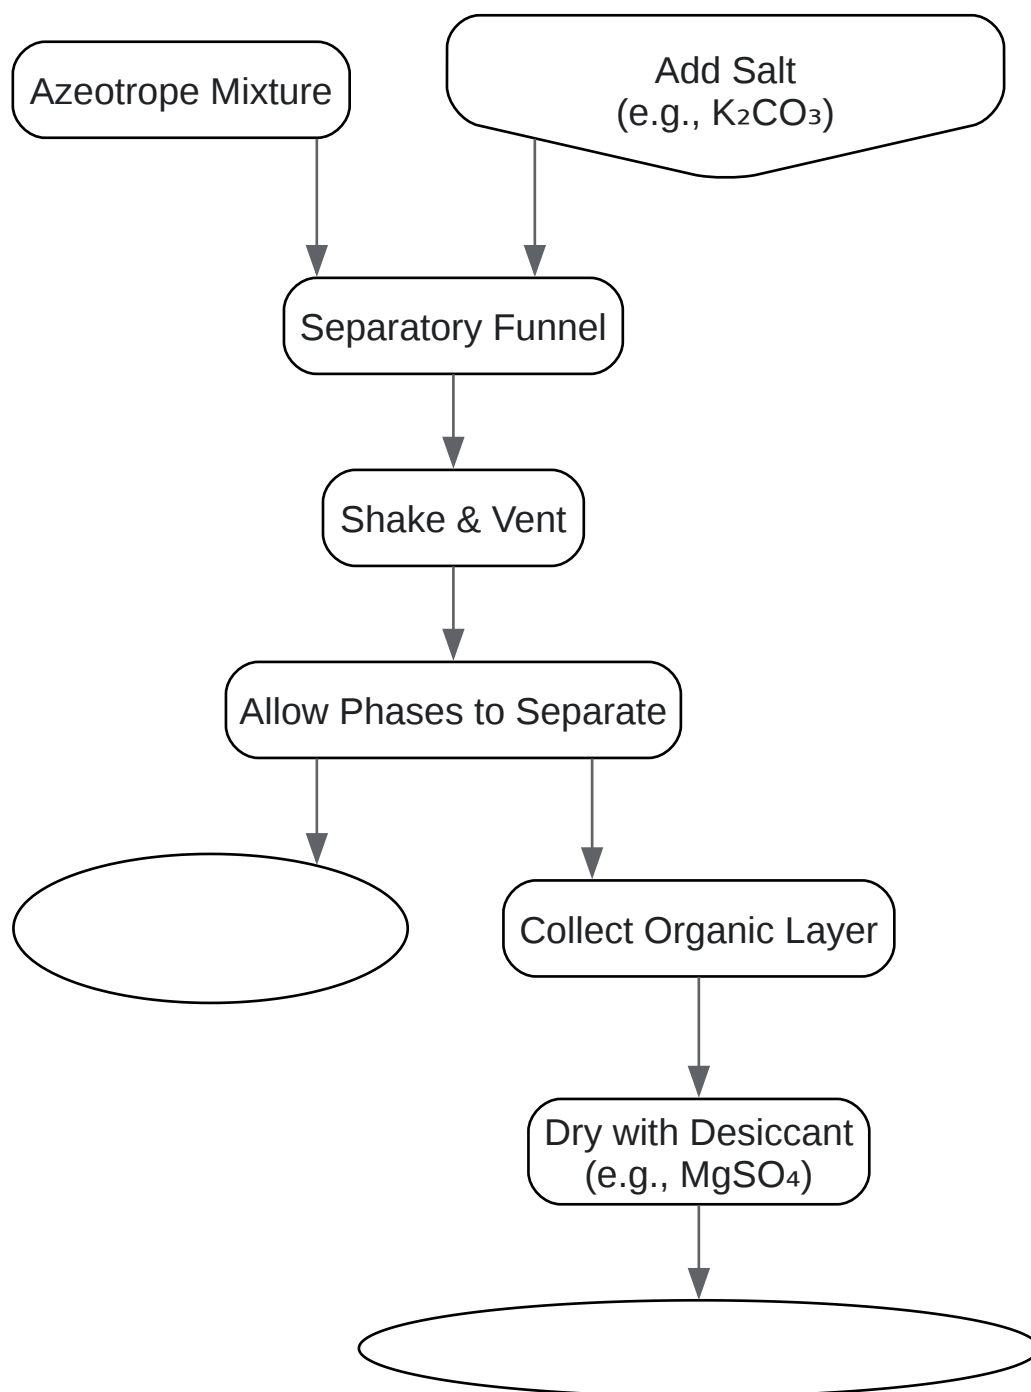 Azeotrope Mixture
Add Salt
(e.g., K₂CO₃)
Separatory Funnel
Shake & Vent
Allow Phases to Separate
Collect Organic Layer
Dry with Desiccant
(e.g., MgSO₄)